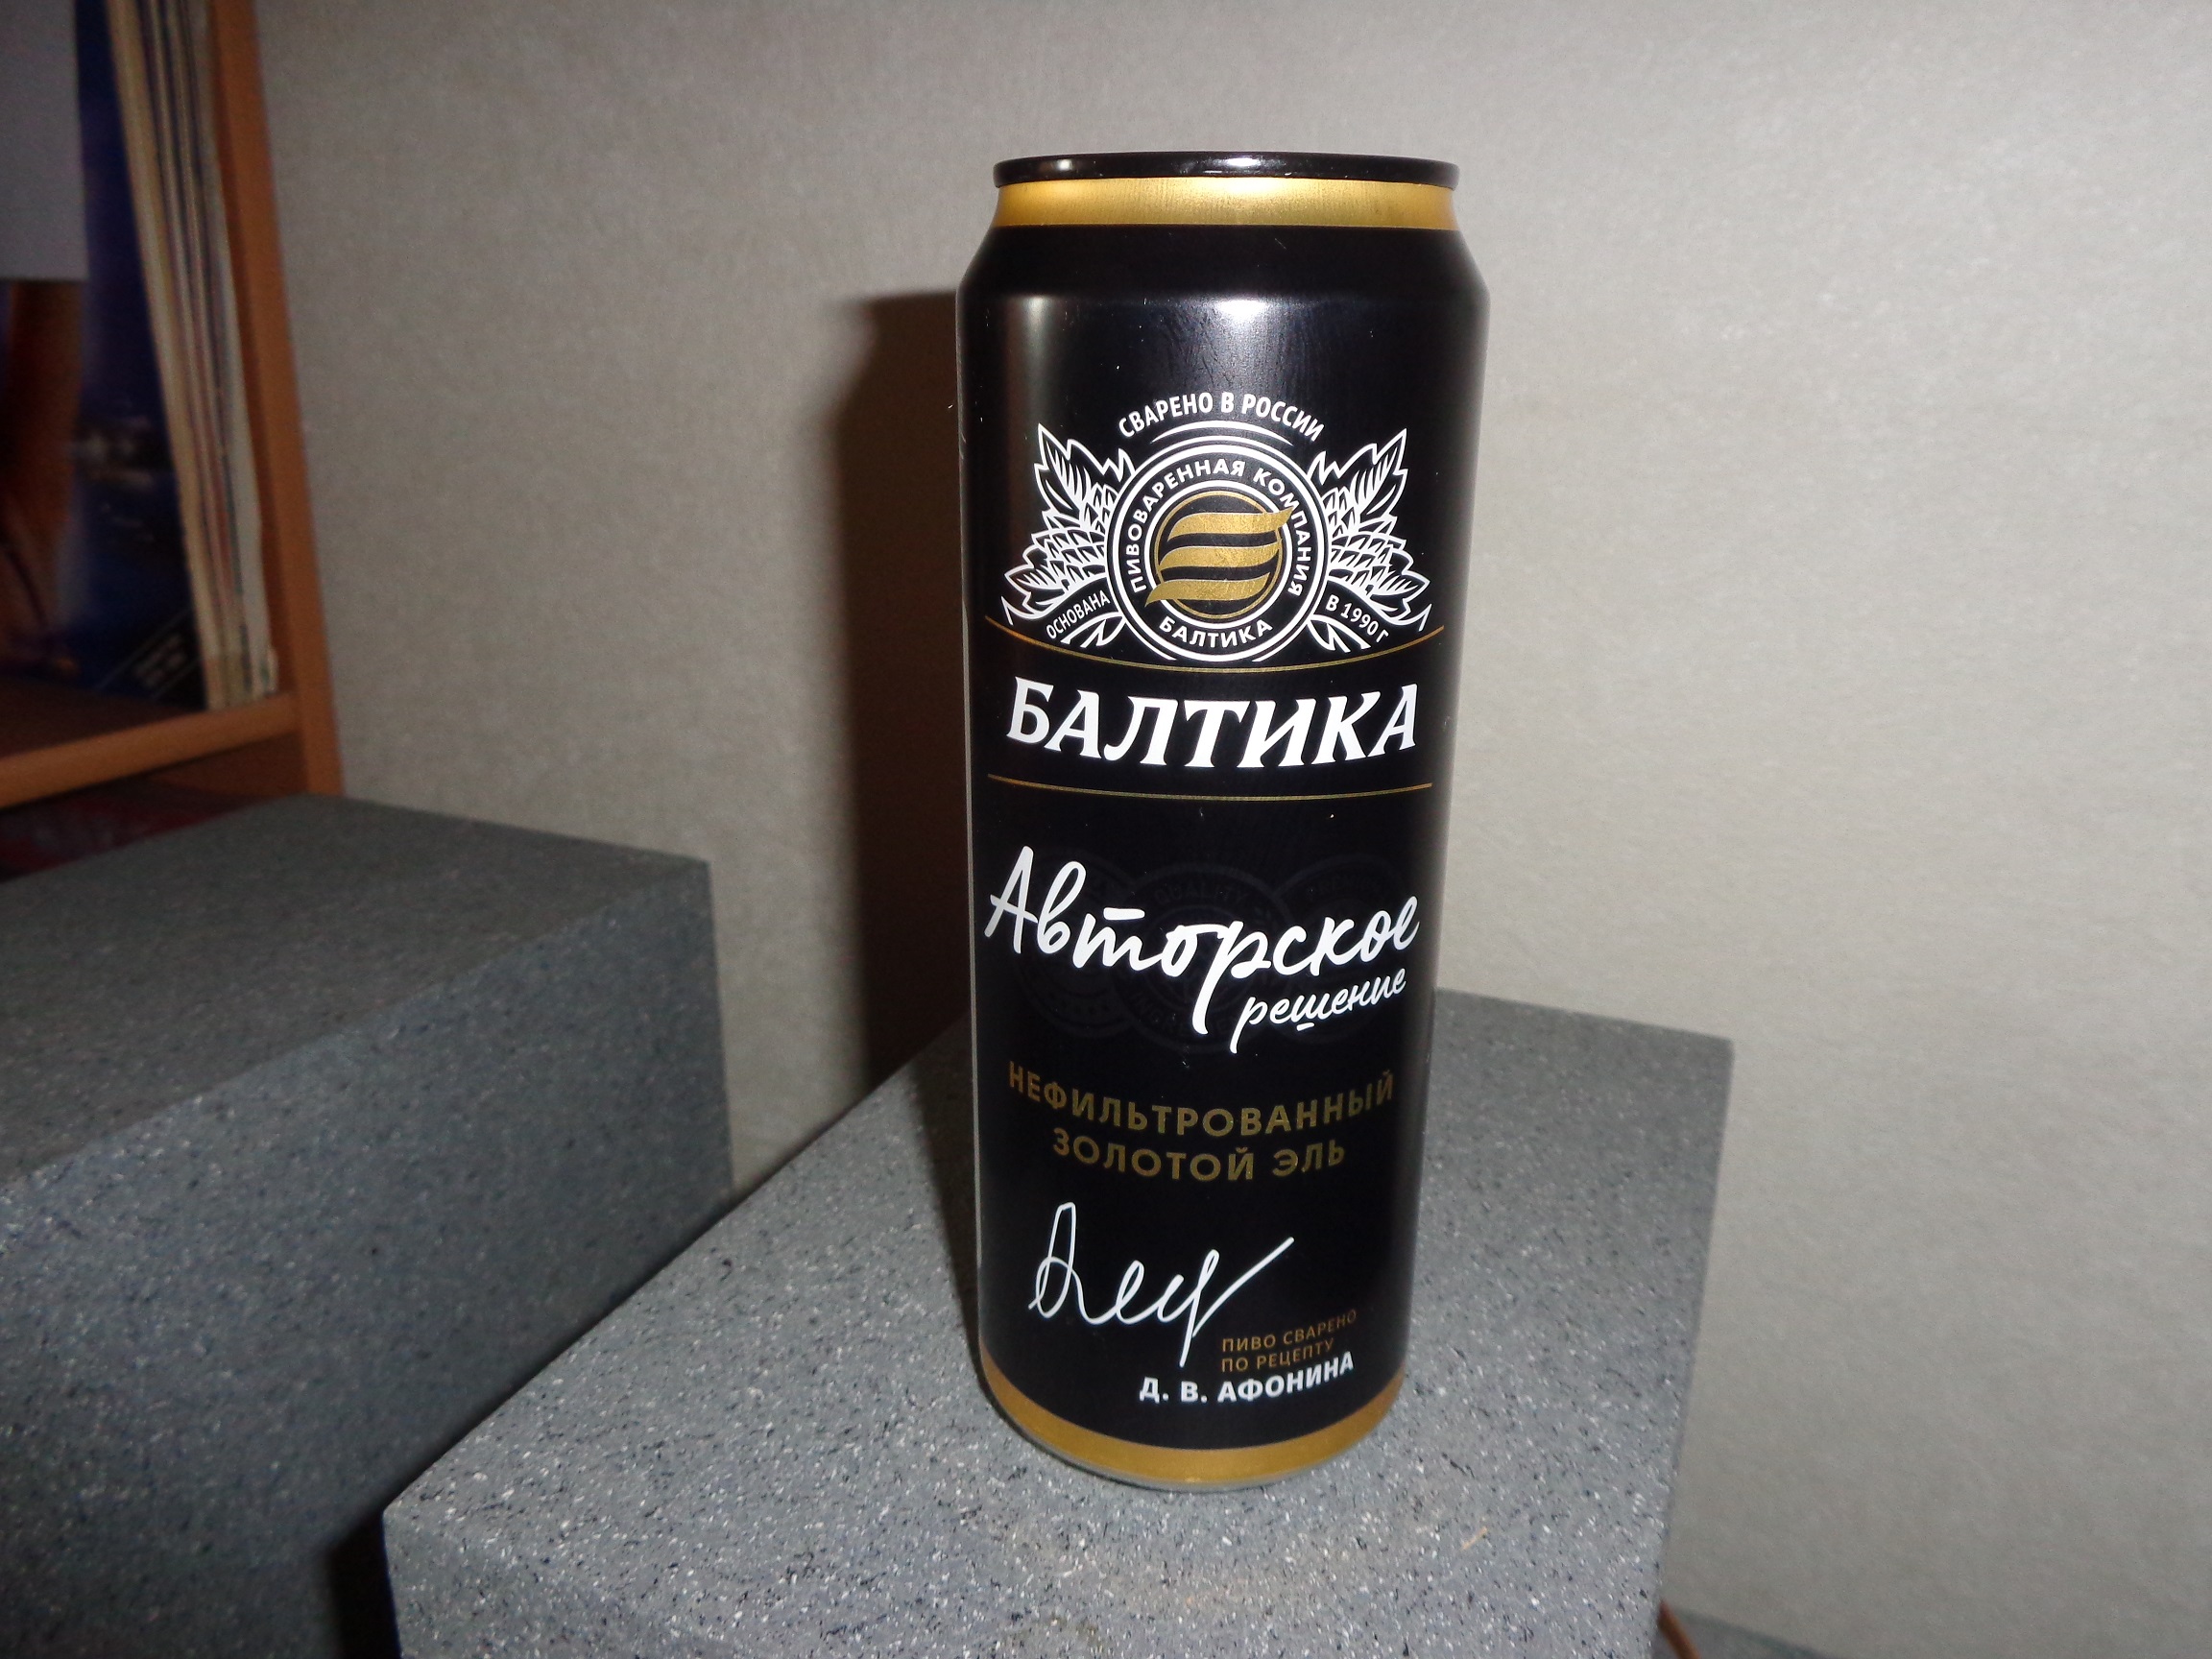 СВАРЕНО В РОССИИ
ПИВОВАРЕННАЯ КОМПАНИЯ
БАЛТИКА
ОСНОВАНА В 1990 Г
БАЛТИКА
Авторское
решение
НЕФИЛЬТРОВАННЫЙ
ЗОЛОТОЙ ЭЛЬ
ПИВО СВАРЕНО
ПО РЕЦЕПТУ
Д. В. АФОНИНА